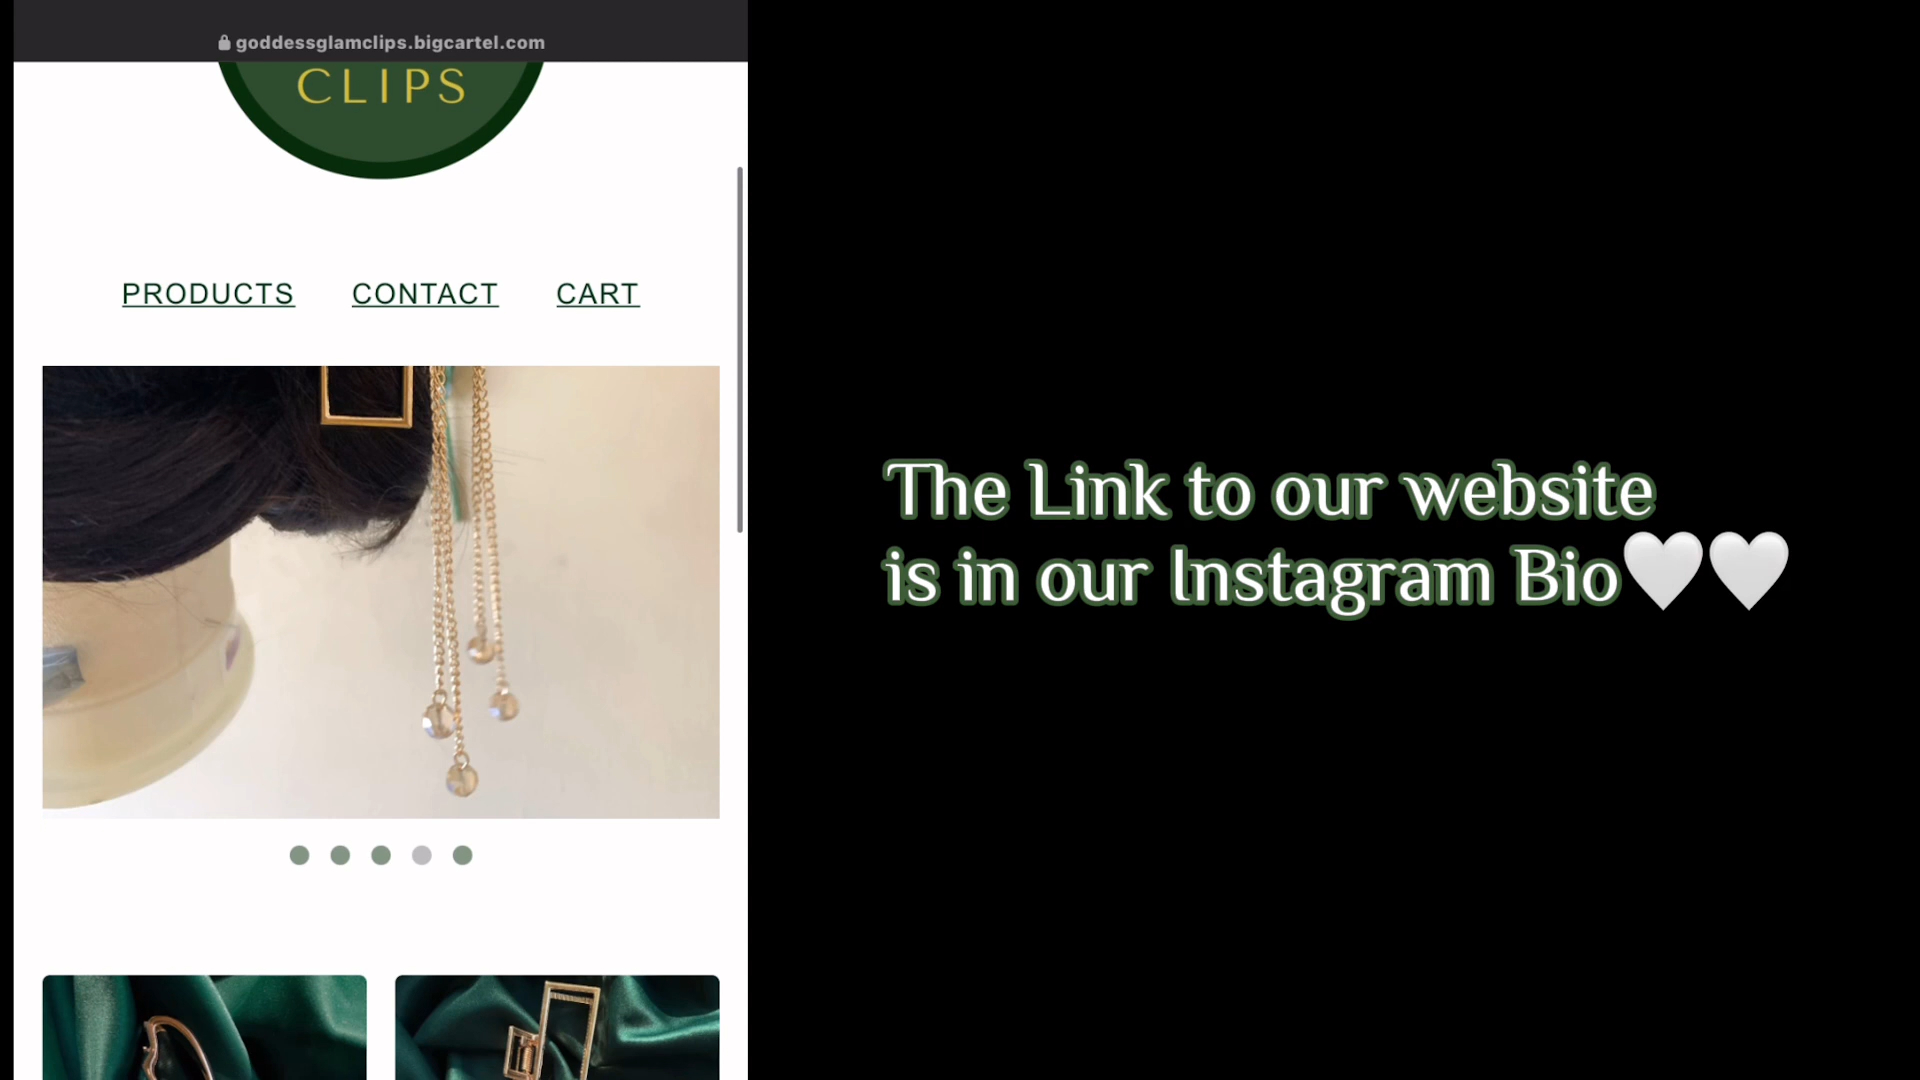 goddessglamclips.bigcartel.com
CLIPS
PRODUCTS CONTACT CART
The Link to our website
is in our Instagram Bio🤍🤍